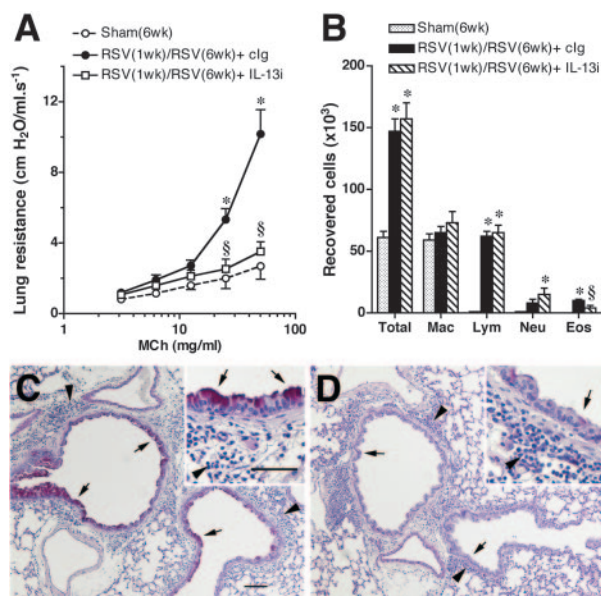 A
Sham(6wk)
RSV(1wk)/RSV(6wk)+ cIg
RSV(1wk)/RSV(6wk)+ IL-13i
Lung resistance (cm H₂O/ml.s⁻¹)
12
8
4
0
*
*
§
§
1
10
100
MCh (mg/ml)
B
Sham(6wk)
RSV(1wk)/RSV(6wk)+ cIg
RSV(1wk)/RSV(6wk)+ IL-13i
Recovered cells (x10³)
200
150
100
50
0
* *
* *
*
* §
Total Mac Lym Neu Eos
C
D